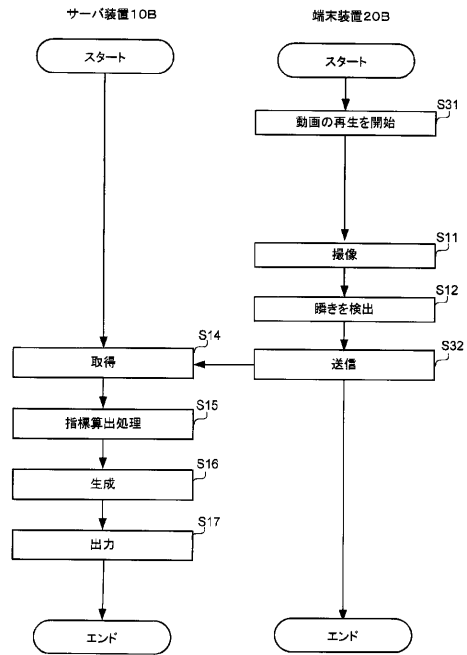 サーバ装置10B
端末装置20B
スタート
スタート
S31
動画の再生を開始
S11
撮像
S12
瞬きを検出
S14
取得
S32
送信
S15
指標算出処理
S16
生成
S17
出力
エンド
エンド